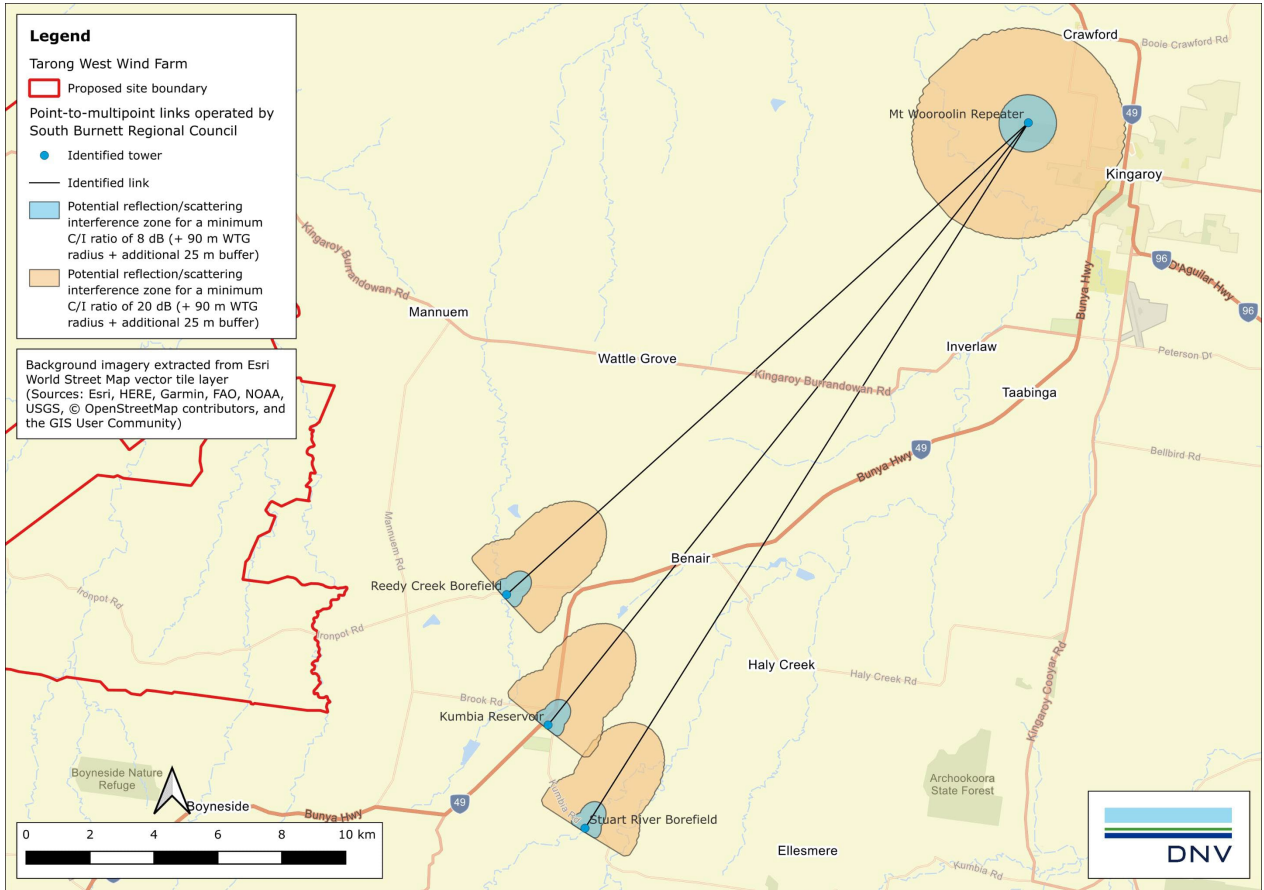 Legend
Tarong West Wind Farm
Proposed site boundary
Point-to-multipoint links operated by
South Burnett Regional Council
Identified tower
Identified link
Potential reflection/scattering
interference zone for a minimum
C/I ratio of 8 dB (+ 90 m WTG
radius + additional 25 m buffer)
Potential reflection/scattering
interference zone for a minimum
C/I ratio of 20 dB (+ 90 m WTG
radius + additional 25 m buffer)
Background imagery extracted from Esri
World Street Map vector tile layer
(Sources: Esri, HERE, Garmin, FAO, NOAA,
USGS, © OpenStreetMap contributors, and
the GIS User Community)
Crawford
Booie Crawford Rd
Mt Wooroolin Repeater
49
Kingaroy
Kingaroy Burrandowan Rd
96
D'Aguilar Hwy
Bunya Hwy
96
Mannuem
Wattle Grove
Inverlaw
Peterson Dr
Kingaroy Burrandowan Rd
Taabinga
49
Bunya Hwy
Bellbird Rd
Mannuem Rd
Benair
Reedy Creek Borefield
Ironpot Rd
Ironpot Rd
Haly Creek
Haly Creek Rd
Kingaroy Cooyar Rd
Brook Rd
Kumbia Reservoir
Boyneside Nature
Refuge
Archookoora
State Forest
Boyneside
Bunya Hwy
49
Kumbia Rd
Stuart River Borefield
Ellesmere
Kumbia Rd
0 2 4 6 8 10 km
DNV